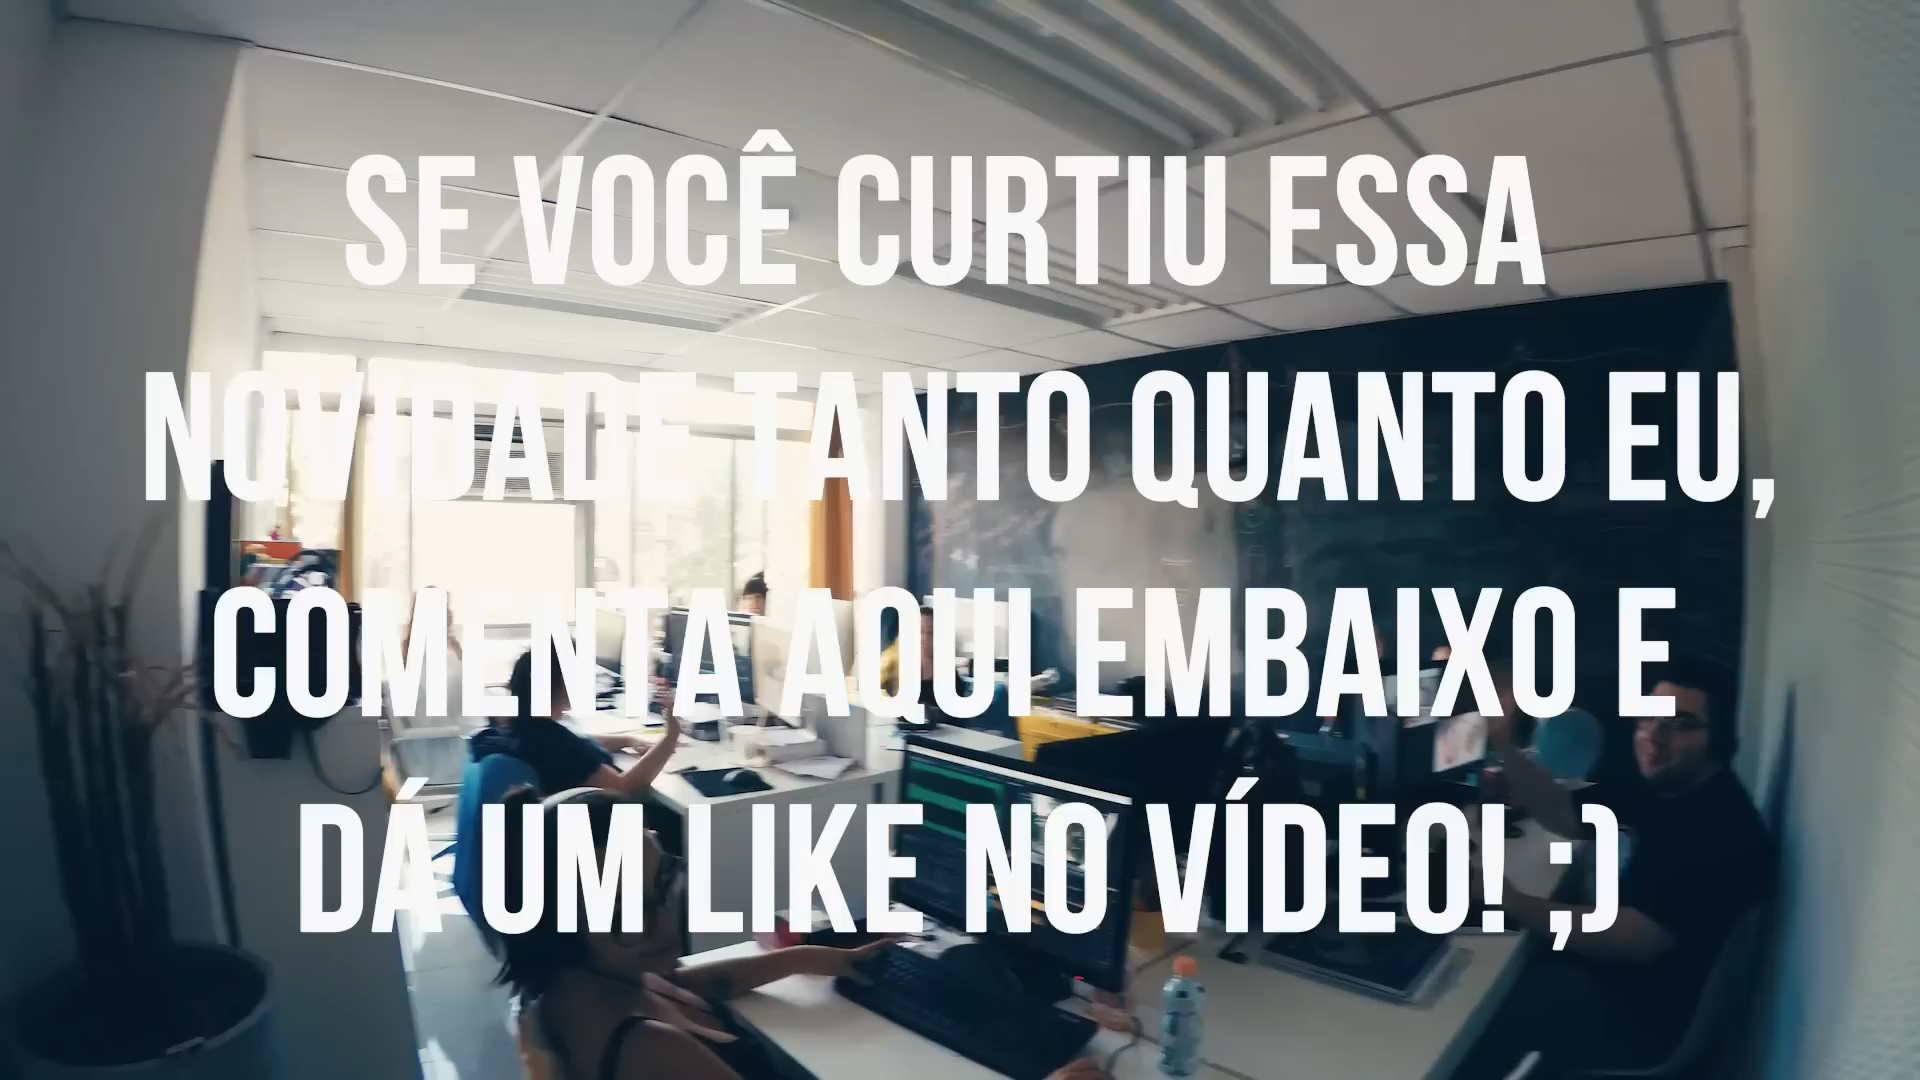 SE VOCÊ CURTIU ESSA
NOVIDADE TANTO QUANTO EU,
COMENTA AQUI EMBAIXO E
DÁ UM LIKE NO VÍDEO! ;)